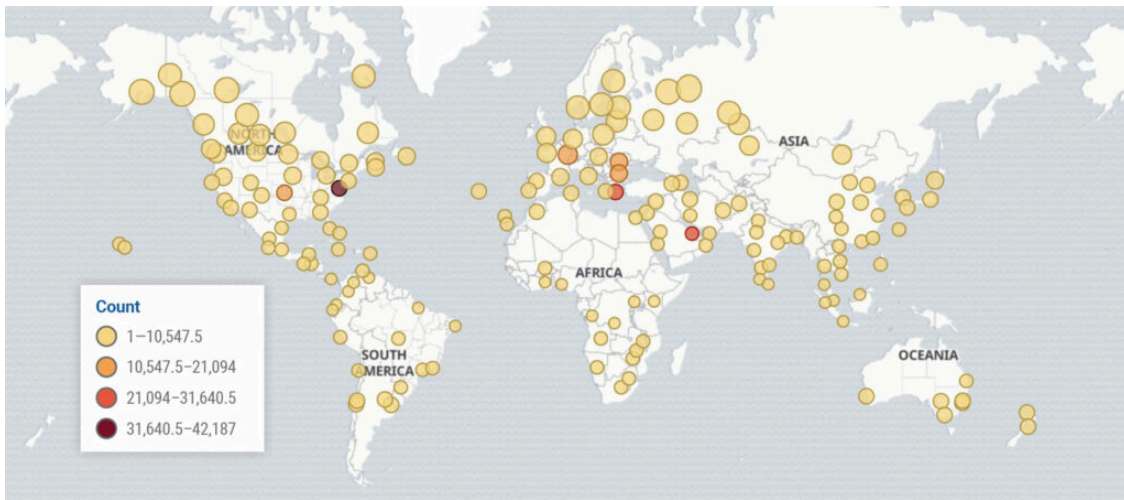 NORTH
AMERICA
ASIA
AFRICA
SOUTH
AMERICA
OCEANIA
Count
1–10,547.5
10,547.5–21,094
21,094–31,640.5
31,640.5–42,187